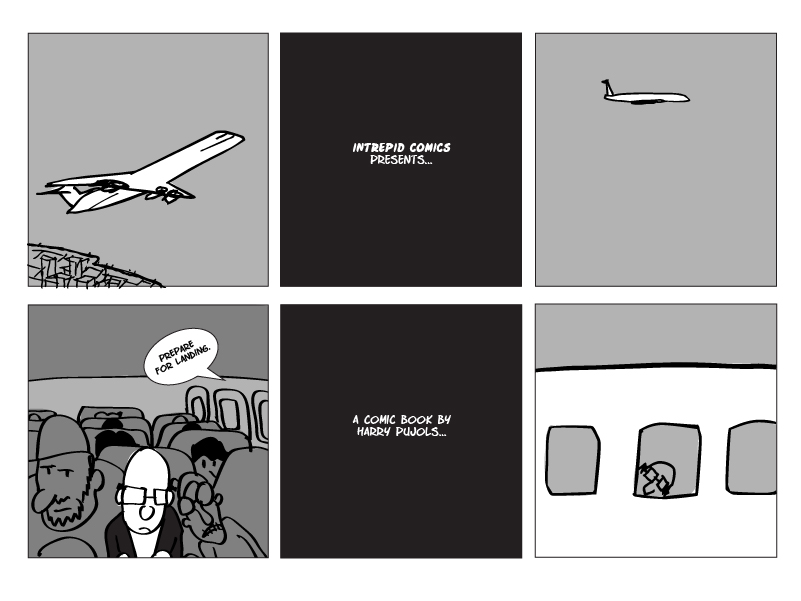 INTREPID COMICS
PRESENTS...
PREPARE
FOR LANDING.
A COMIC BOOK BY
HARRY PUJOLS...